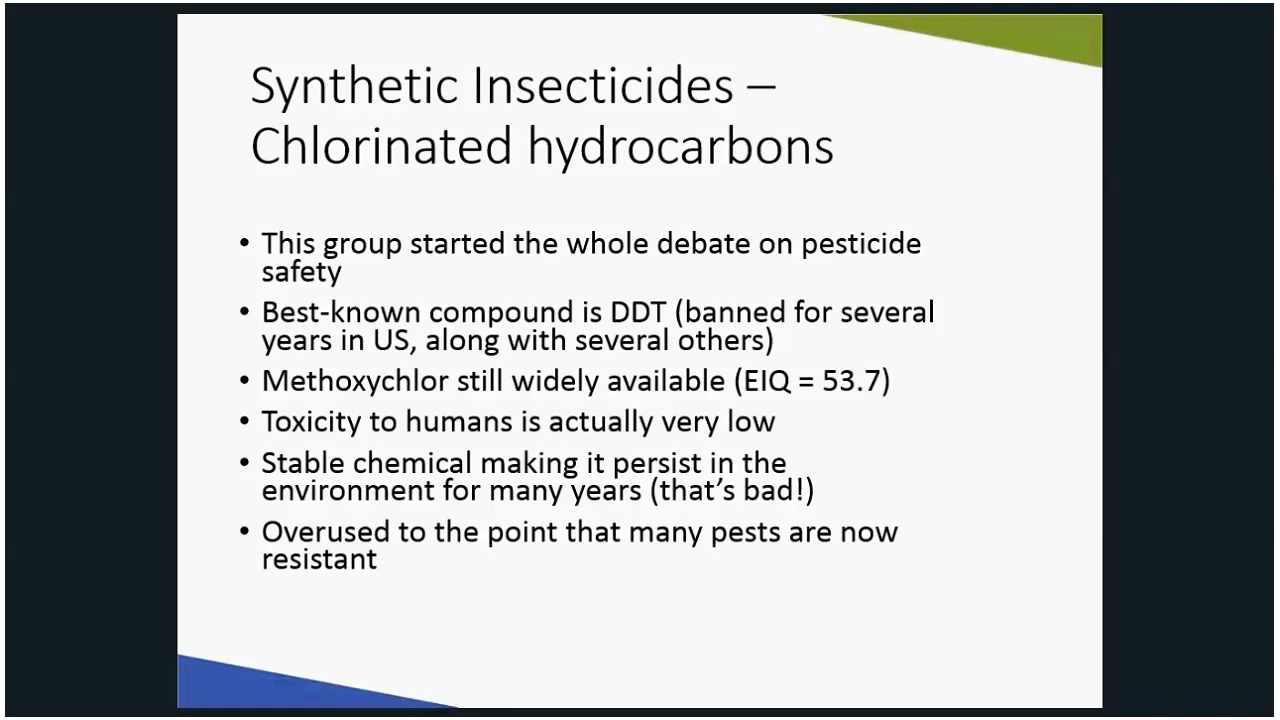 Synthetic Insecticides –
Chlorinated hydrocarbons
• This group started the whole debate on pesticide
safety
• Best-known compound is DDT (banned for several
years in US, along with several others)
• Methoxychlor still widely available (EIQ = 53.7)
• Toxicity to humans is actually very low
• Stable chemical making it persist in the
environment for many years (that's bad!)
• Overused to the point that many pests are now
resistant